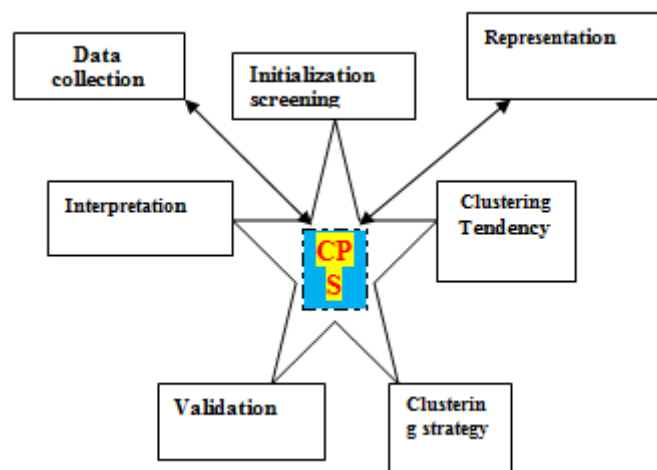 Data
collection
Initialization
screening
Representation
Interpretation
Clustering
Tendency
CP
S
Validation
Clusterin
g strategy